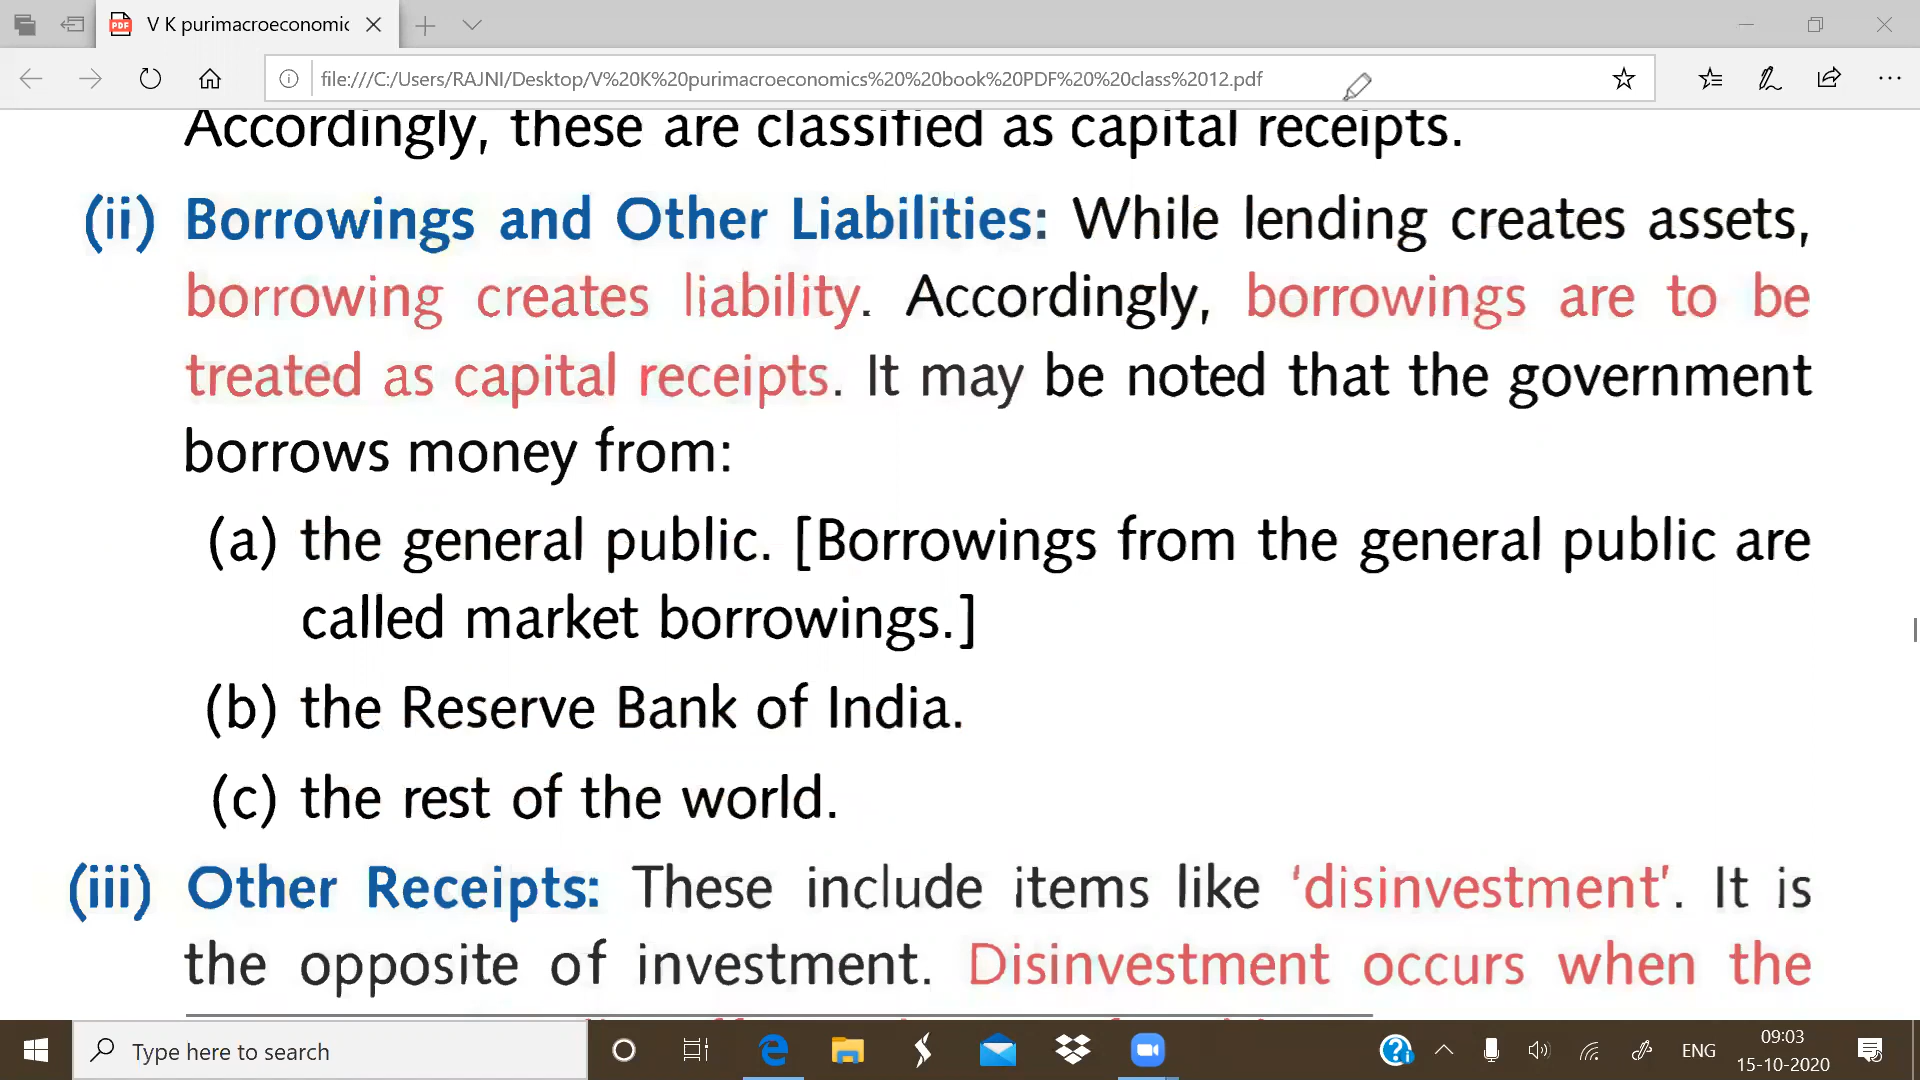 V K purimacroeconomic
file:///C:/Users/RAJNI/Desktop/V%20K%20purimacroeconomics%20%20book%20PDF%20%20class%2012.pdf
Accordingly, these are classified as capital receipts.
(ii) Borrowings and Other Liabilities: While lending creates assets,
borrowing creates liability. Accordingly, borrowings are to be
treated as capital receipts. It may be noted that the government
borrows money from:
(a) the general public. [Borrowings from the general public are
called market borrowings.]
(b) the Reserve Bank of India.
(c) the rest of the world.
(iii) Other Receipts: These include items like 'disinvestment'. It is
the opposite of investment. Disinvestment occurs when the
Type here to search
ENG
09:03
15-10-2020